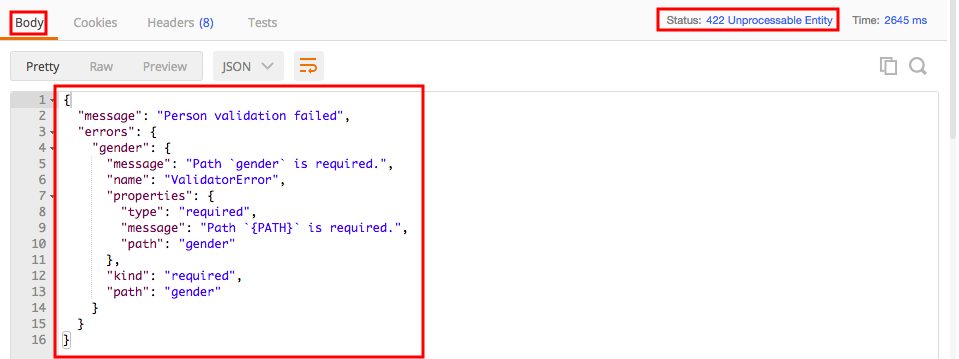 Body Cookies Headers (8) Tests Status: 422 Unprocessable Entity Time: 2645 ms
Pretty Raw Preview JSON
1 {
2 "message": "Person validation failed",
3 "errors": {
4 "gender": {
5 "message": "Path `gender` is required.",
6 "name": "ValidatorError",
7 "properties": {
8 "type": "required",
9 "message": "Path `{PATH}` is required.",
10 "path": "gender"
11 },
12 "kind": "required",
13 "path": "gender"
14 }
15 }
16 }